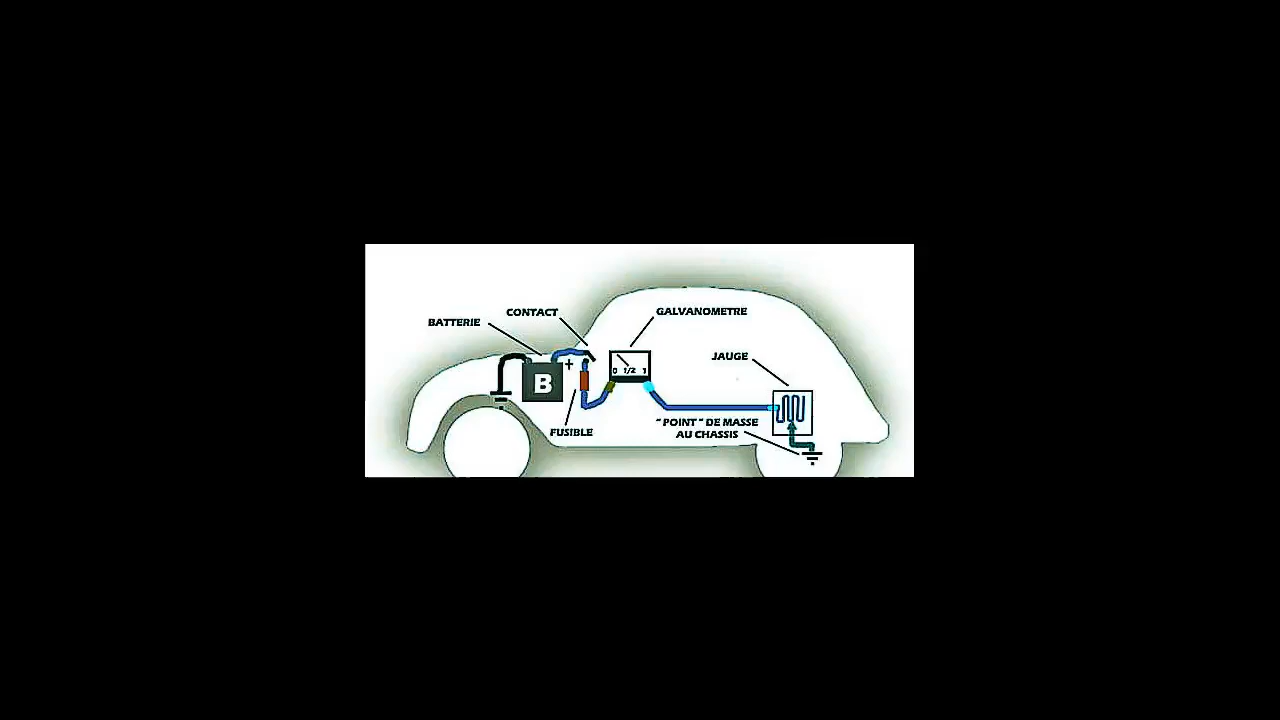 CONTACT
GALVANOMETRE
BATTERIE
JAUGE
+
B
0 1/2 1
FUSIBLE
"POINT" DE MASSE
AU CHASSIS